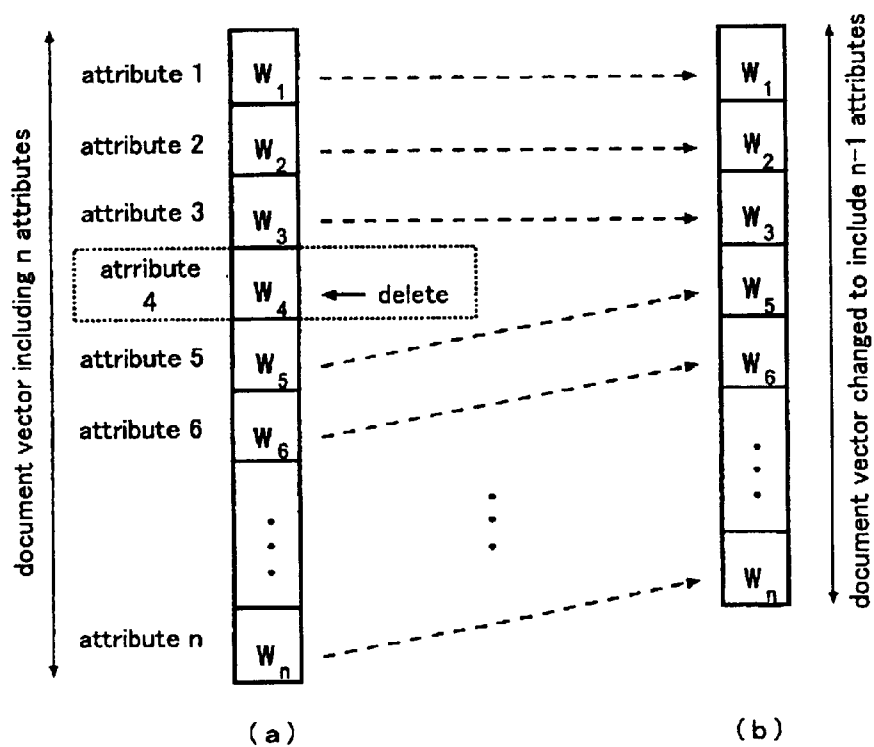 document vector including n attributes
attribute 1
W1
attribute 2
W2
attribute 3
W3
atrribute
4
W4
delete
attribute 5
W5
attribute 6
W6
attribute n
Wn
(a)
W1
W2
W3
W5
W6
Wn
(b)
document vector changed to include n-1 attributes